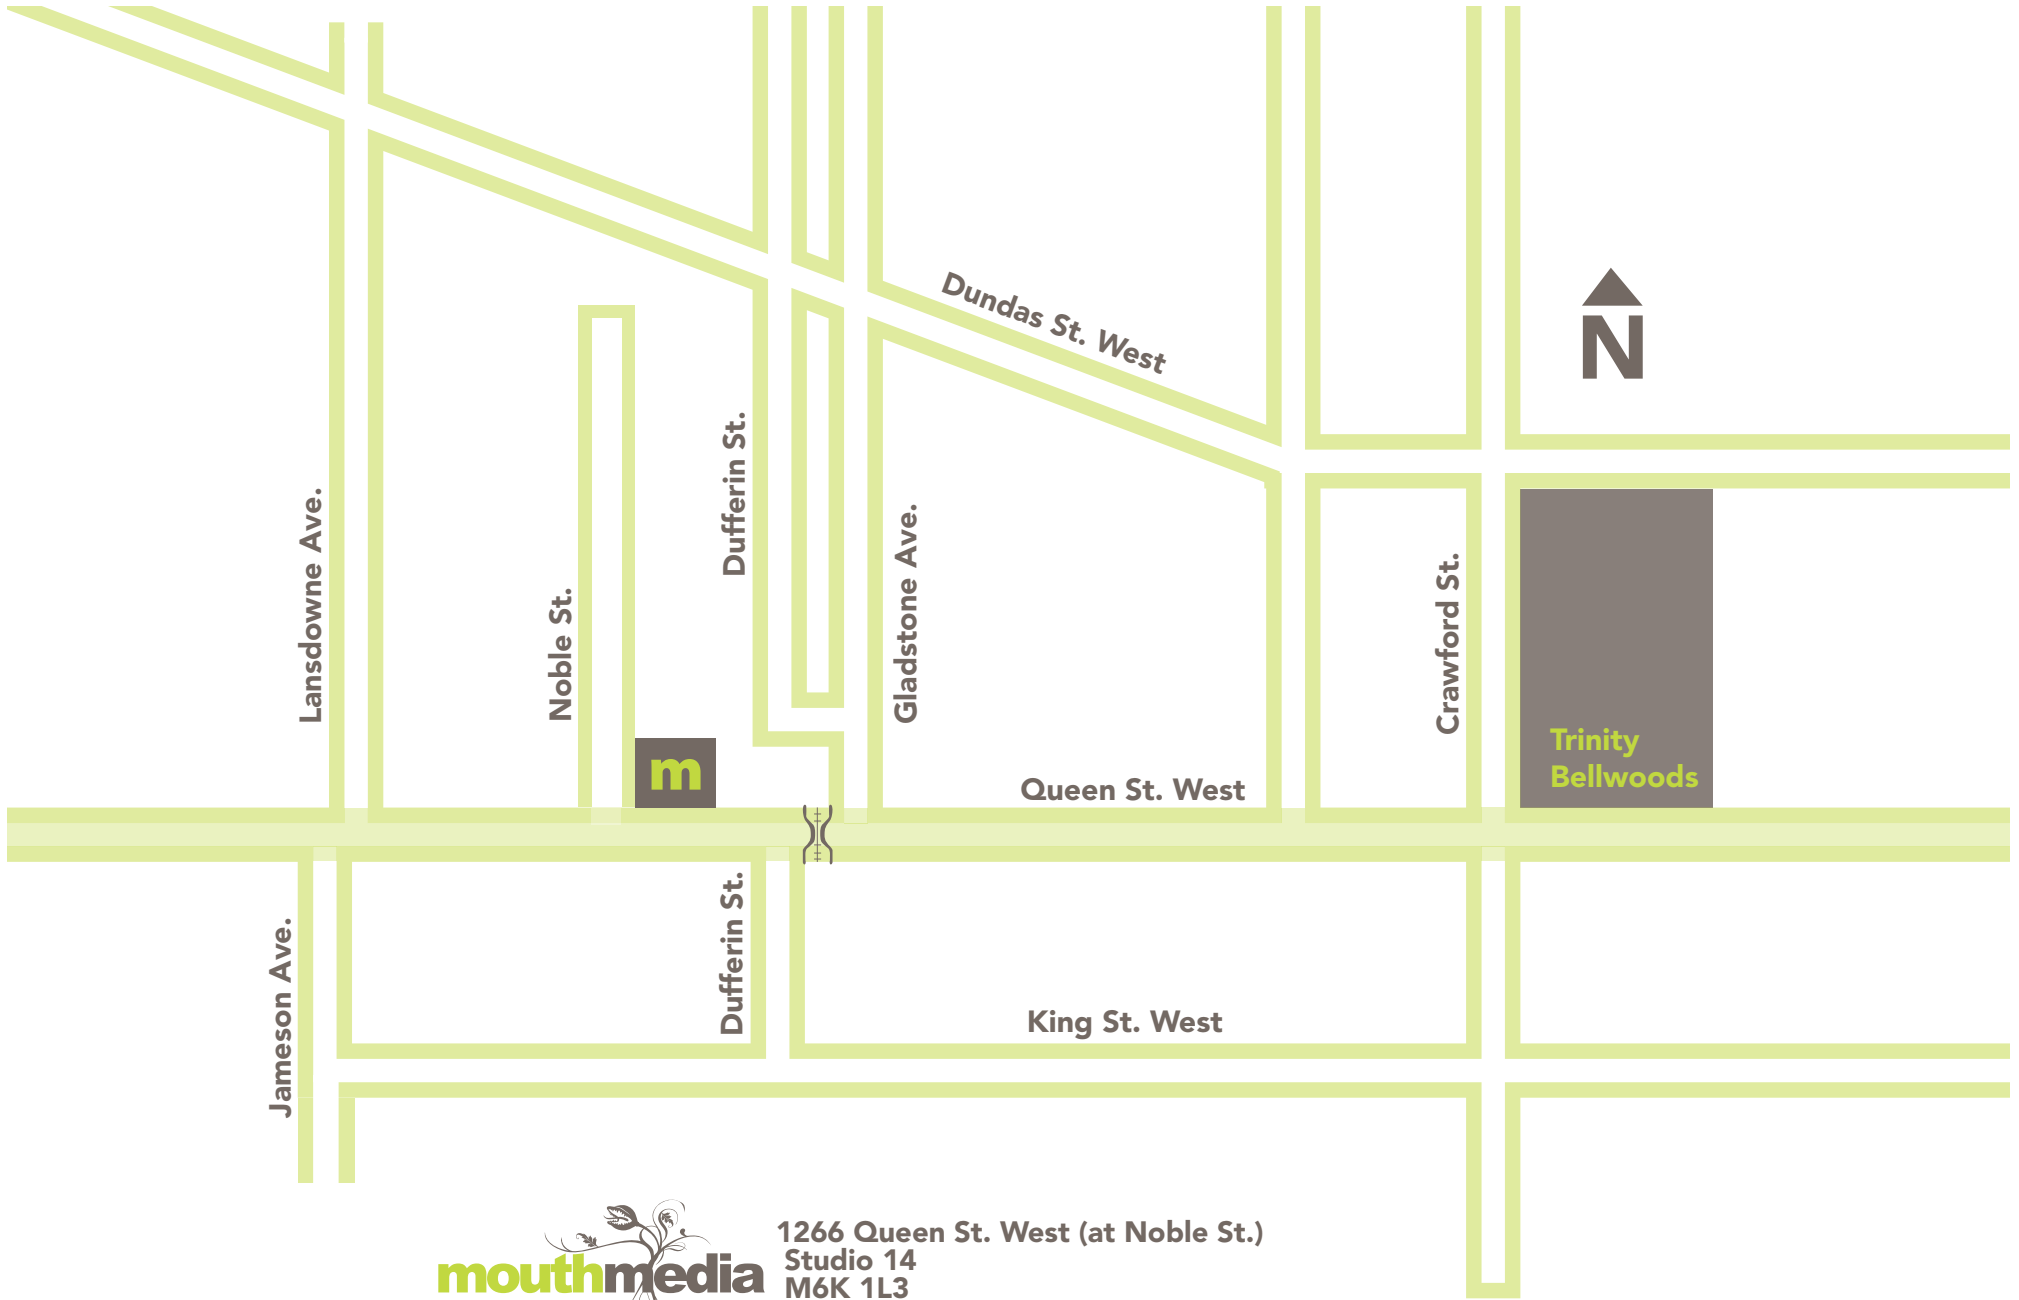 Dundas St. West
N
Dufferin St.
Lansdowne Ave.
Gladstone Ave.
Crawford St.
Noble St.
m
Trinity
Bellwoods
Queen St. West
Dufferin St.
Jameson Ave.
King St. West
mouthmedia
1266 Queen St. West (at Noble St.)
Studio 14
M6K 1L3